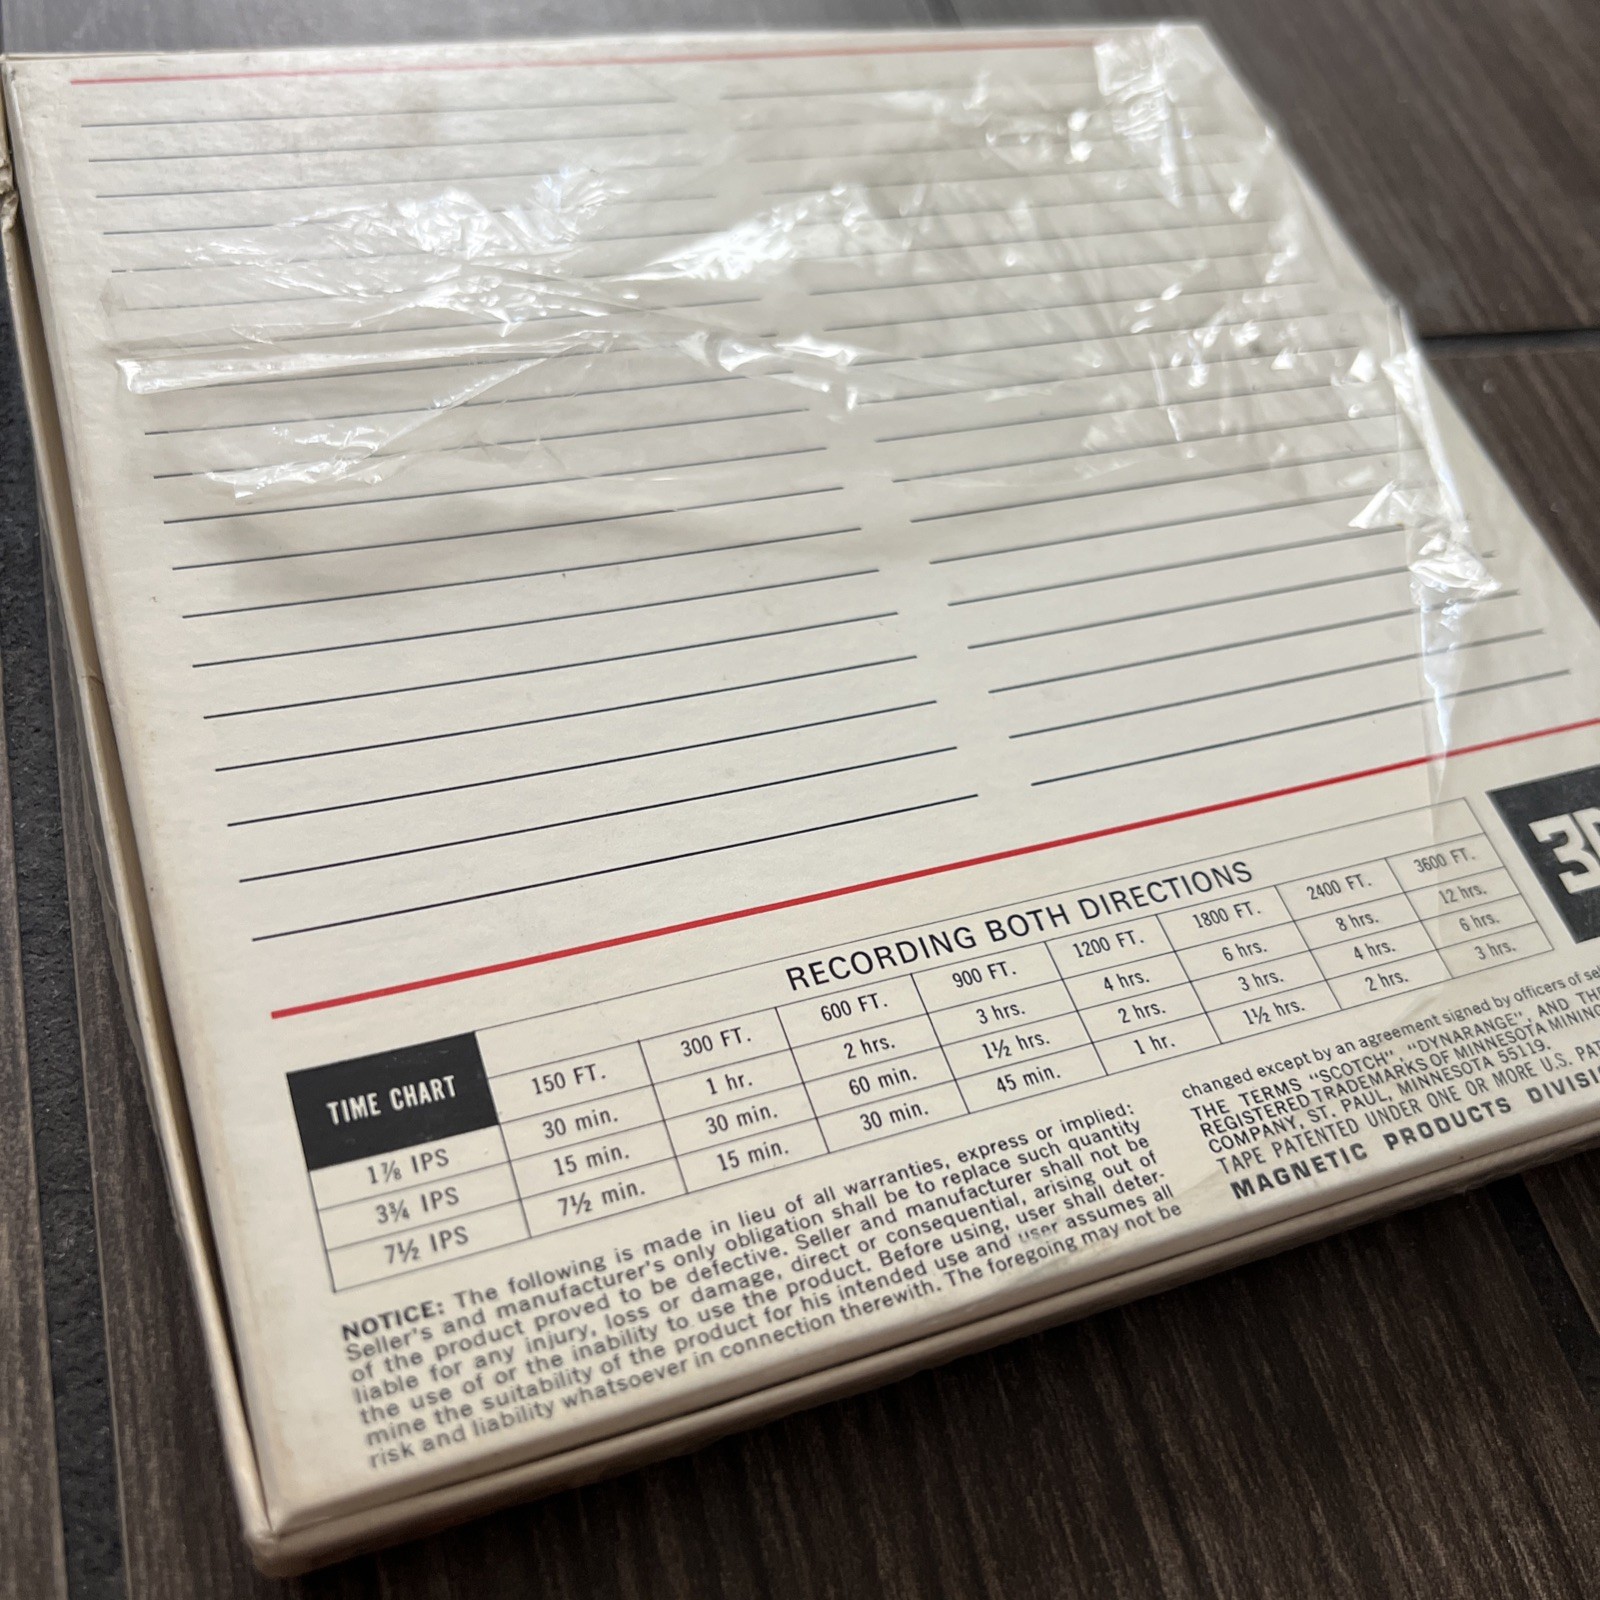 RECORDING BOTH DIRECTIONS
TIME CHART 150 FT. 300 FT. 600 FT. 900 FT. 1200 FT. 1800 FT. 2400 FT. 3600 FT.
1⅞ IPS 30 min. 1 hr. 2 hrs. 3 hrs. 4 hrs. 6 hrs. 8 hrs. 12 hrs.
3¾ IPS 15 min. 30 min. 60 min. 1½ hrs. 2 hrs. 3 hrs. 4 hrs. 6 hrs.
7½ IPS 7½ min. 15 min. 30 min. 45 min. 1 hr. 1½ hrs. 2 hrs. 3 hrs.
NOTICE: The following is made in lieu of all warranties, express or implied:
Seller's and manufacturer's only obligation shall be to replace such quantity
of the product proved to be defective. Seller and manufacturer shall not be
liable for any injury, loss or damage, direct or consequential, arising out of
the use of or the inability to use the product. Before using, user shall deter-
mine the suitability of the product for his intended use and user assumes all
risk and liability whatsoever in connection therewith. The foregoing may not be
changed except by an agreement signed by officers of
THE TERMS "SCOTCH", "DYNARANGE", AND
REGISTERED TRADEMARKS OF MINNESOTA MINING
COMPANY, ST. PAUL, MINNESOTA 55119.
TAPE PATENTED UNDER ONE OR MORE U.S.
MAGNETIC PRODUCTS